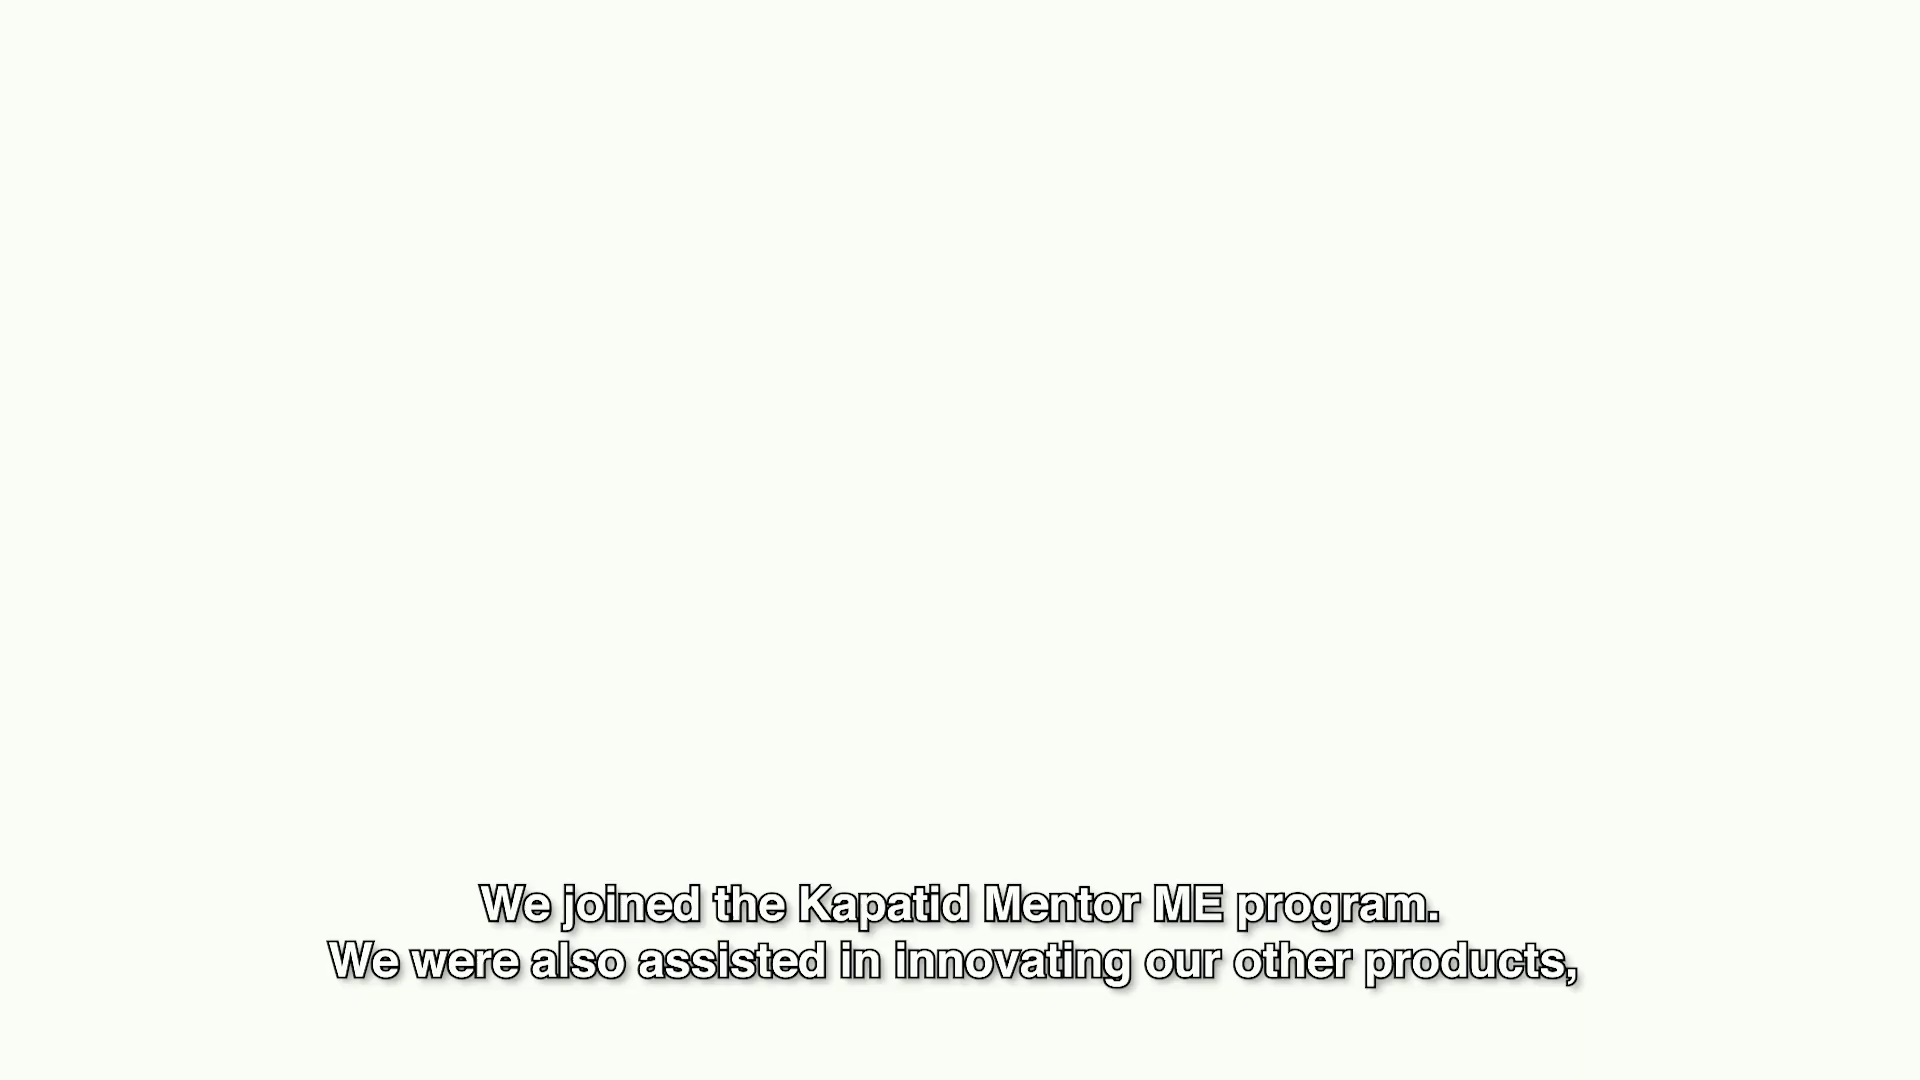 We joined the Kapatid Mentor ME program.
We were also assisted in innovating our other products,